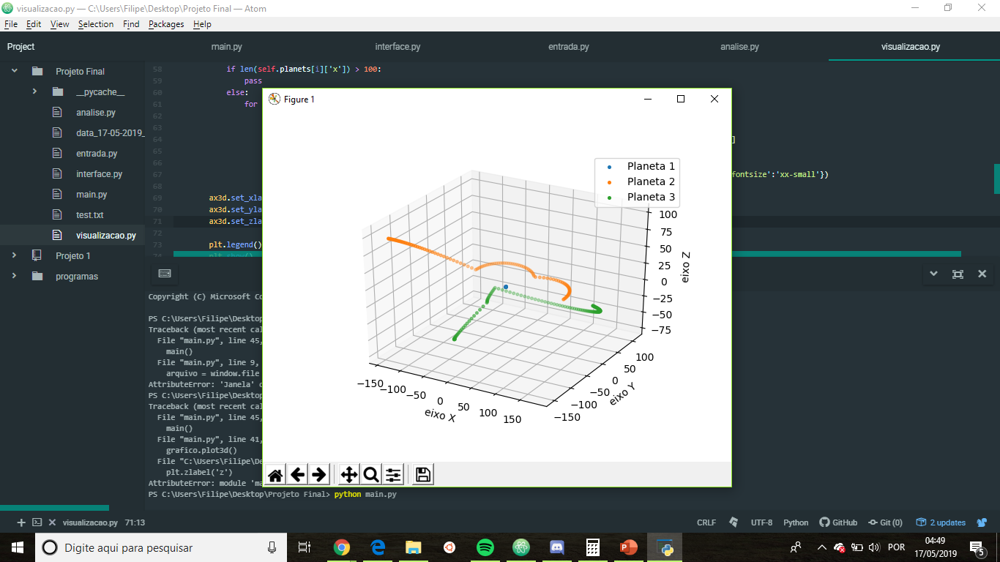 visualizacao.py — C:\Users\Filipe\Desktop\Projeto Final — Atom
File Edit View Selection Find Packages Help
Project
main.py
interface.py
entrada.py
analise.py
visualizacao.py
Projeto Final
__pycache__
analise.py
data_17-05-2019_
entrada.py
interface.py
main.py
test.txt
visualizacao.py
Projeto 1
programas
58 if len(self.planets[i]['x']) > 100:
59 pass
60 else:
61 for
62
63
64 ]
65
66
67 fontsize':'xx-small'})
68
69 ax3d.set_xla
70 ax3d.set_yla
71 ax3d.set_zla
72
73 plt.legend()
74 plt.show()
Figure 1
Planeta 1
Planeta 2
Planeta 3
100
75
50
25
0
−25
−50
−75
eixo Z
100
50
0
−50
−100
−150
eixo Y
−150
−100
−50
0
50
100
150
eixo X
Copyright (C) Microsoft Co
PS C:\Users\Filipe\Desktop
Traceback (most recent cal
File "main.py", line 45,
main()
File "main.py", line 9,
arquivo = window.file
AttributeError: 'Janela' o
PS C:\Users\Filipe\Desktop
Traceback (most recent cal
File "main.py", line 45,
main()
File "main.py", line 41,
grafico.plot3d()
File "C:\Users\Filipe\De
plt.zlabel('z')
AttributeError: module 'ma
PS C:\Users\Filipe\Desktop\Projeto Final> python main.py
visualizacao.py 71:13
CRLF UTF-8 Python GitHub Git (0) 2 updates
Digite aqui para pesquisar
POR
04:49
17/05/2019
5